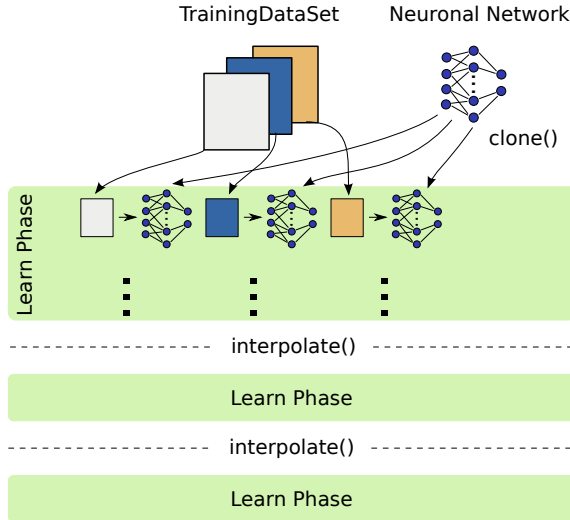 TrainingDataSet
Neuronal Network
clone()
Learn Phase
interpolate()
Learn Phase
interpolate()
Learn Phase